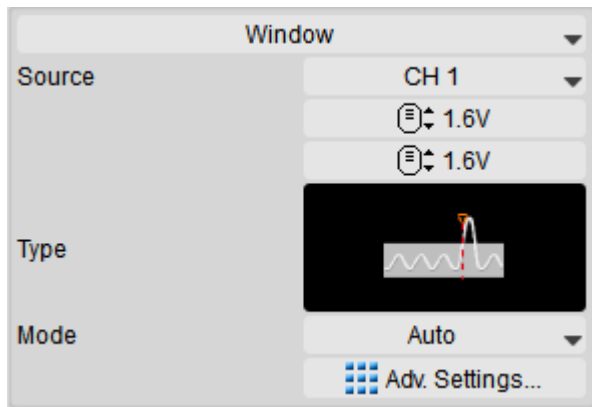 Window
Source
CH 1
1.6V
1.6V
Type
Mode
Auto
Adv. Settings...